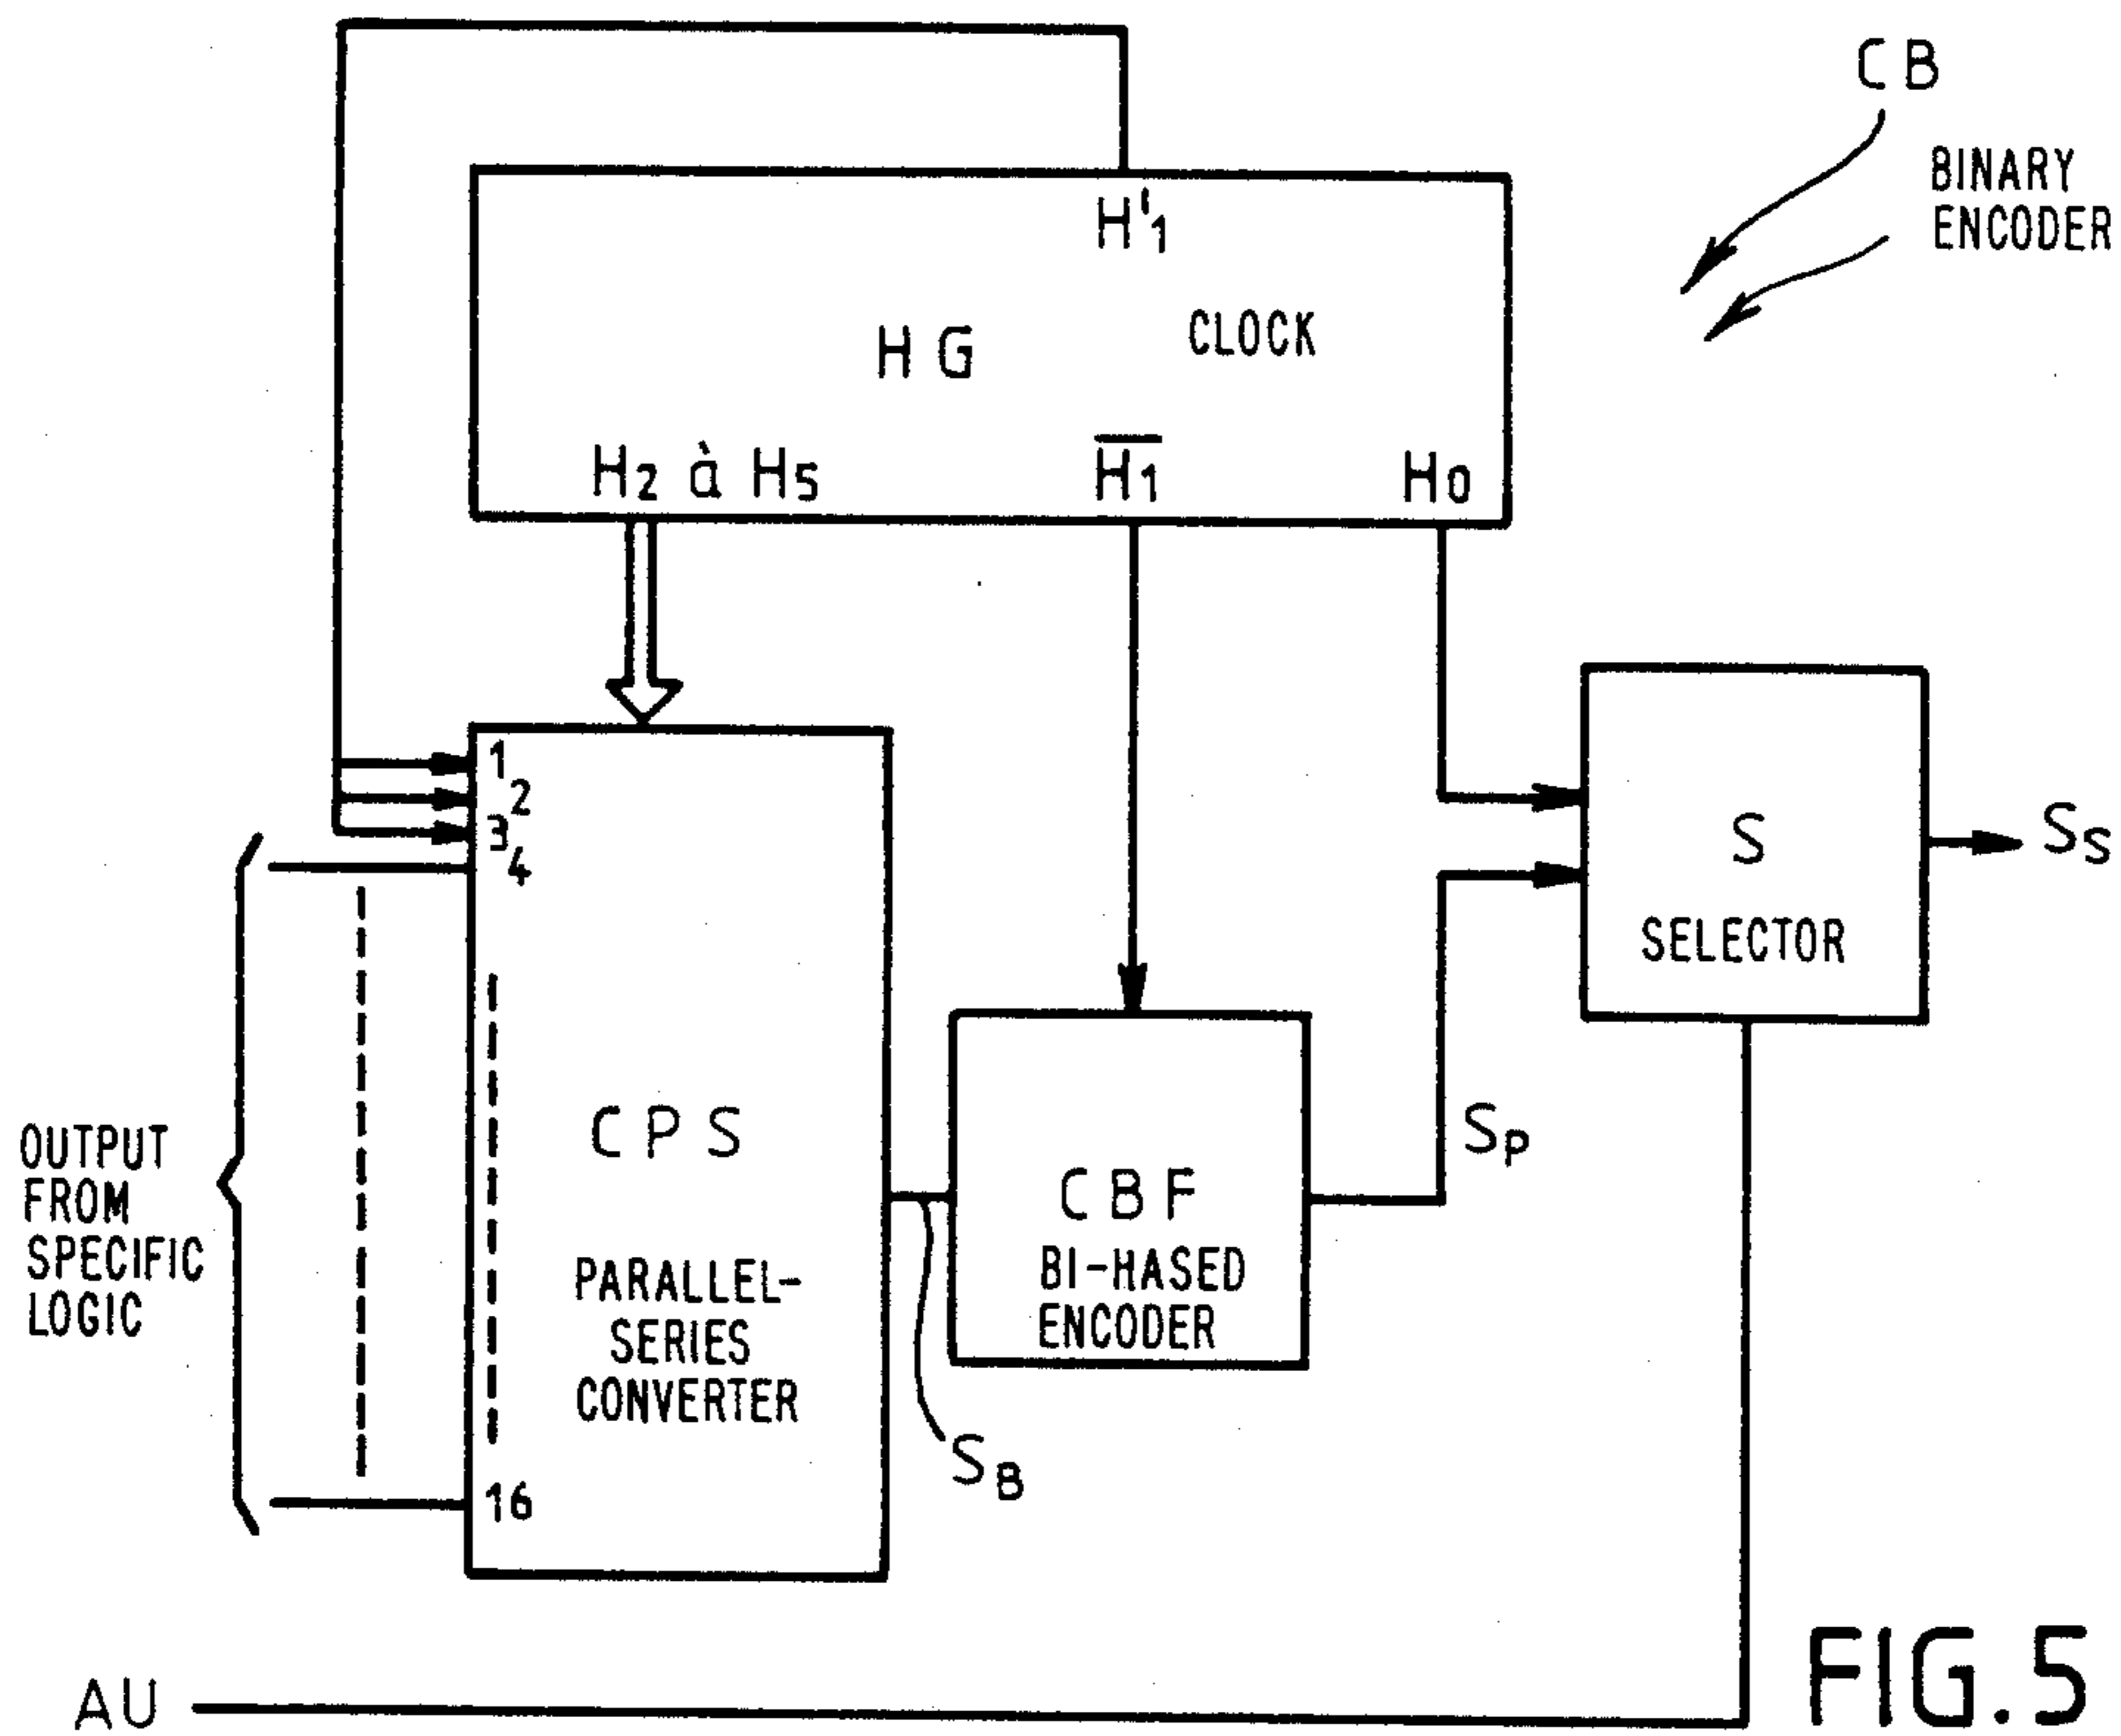 CB
BINARY
ENCODER
H'1
HG
CLOCK
H2 à H5
H̅1̅
H0
1
2
3
4
S
SELECTOR
SS
CPS
PARALLEL-
SERIES
CONVERTER
CBF
BI-HASED
ENCODER
SP
OUTPUT
FROM
SPECIFIC
LOGIC
SB
16
AU
FIG.5